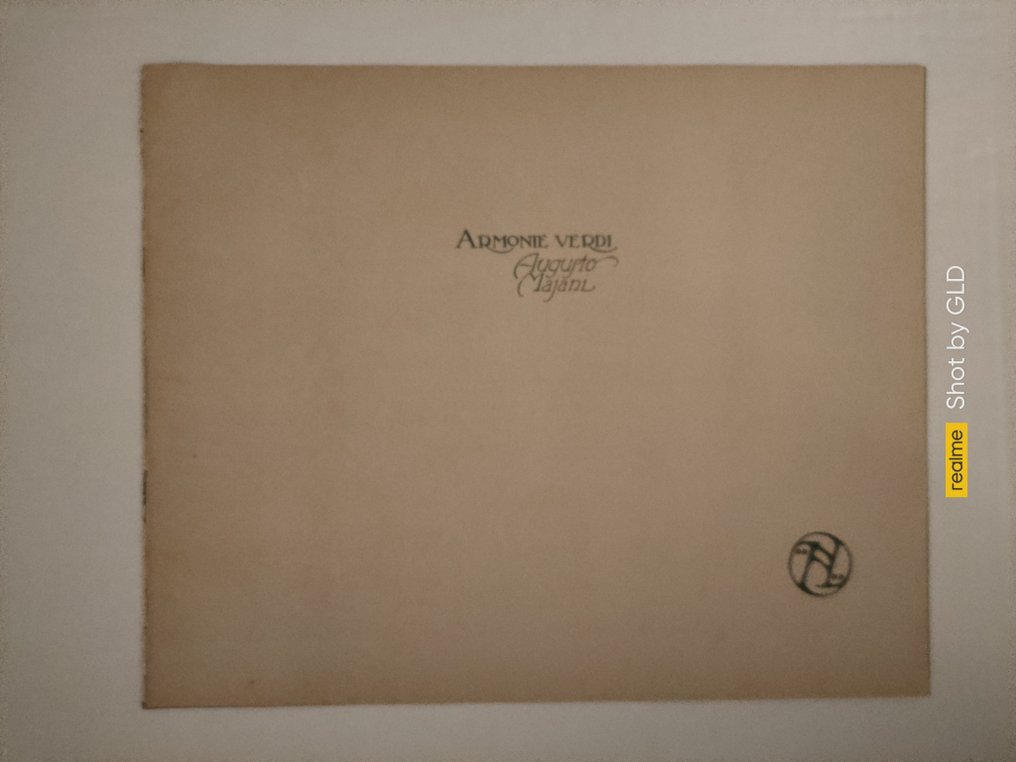 ARMONIE VERDI
Augusto
Majani
realme Shot by GLD